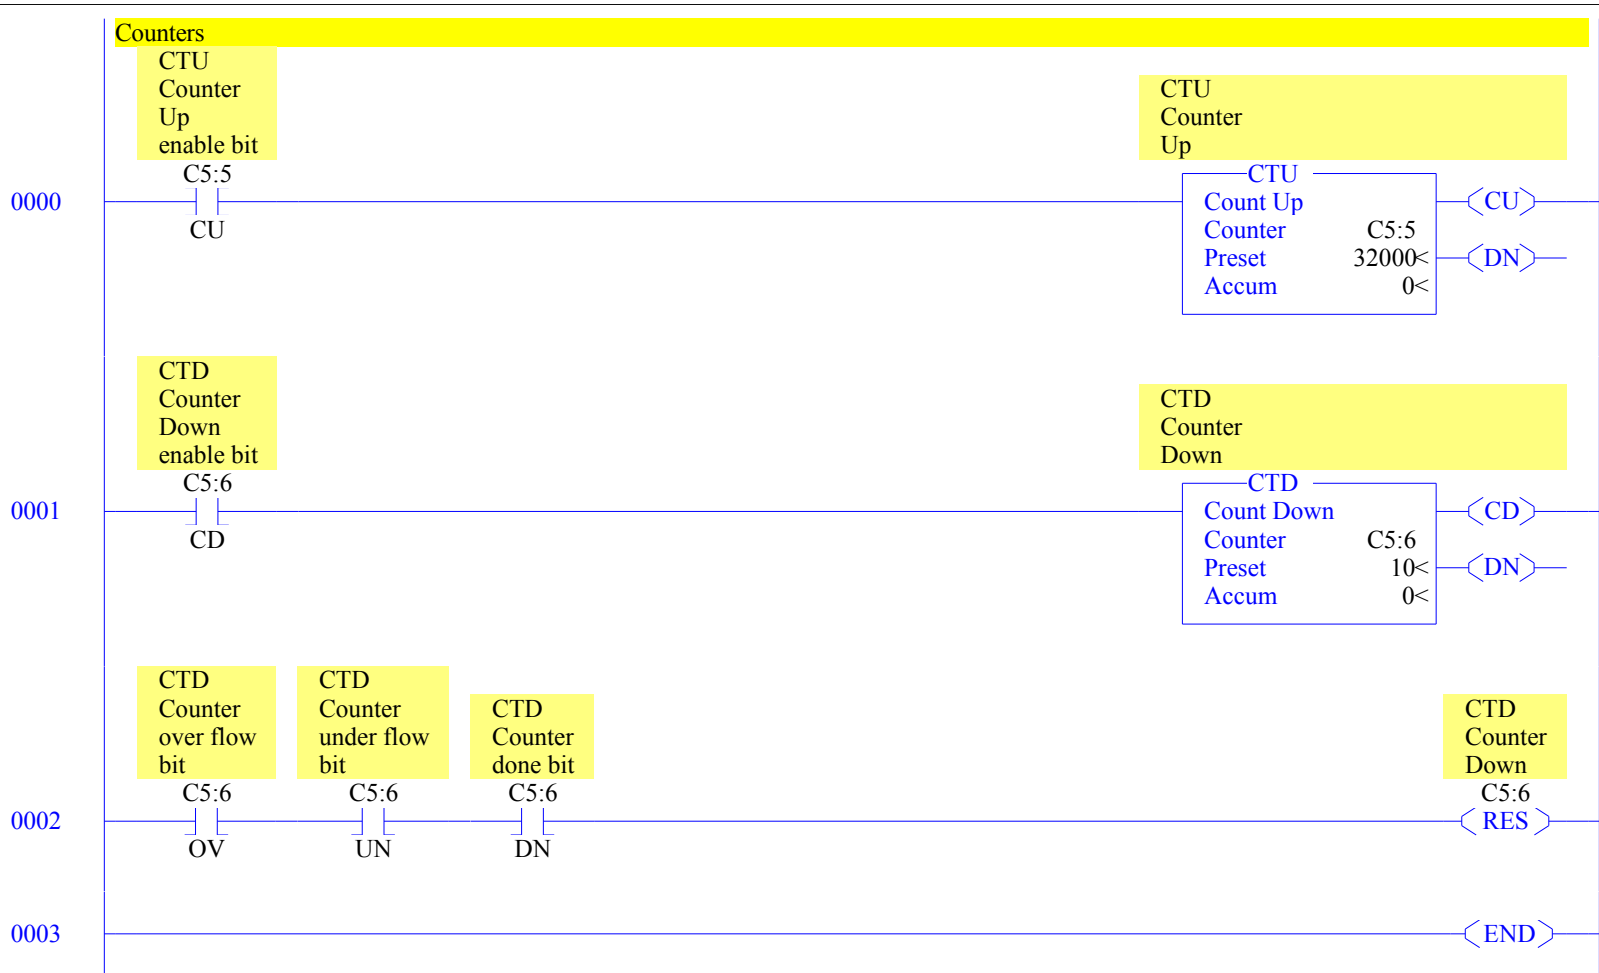 Counters
CTU
Counter
Up
enable bit
C5:5
CU
CTU
Counter
Up
0000
CTU
Count Up
Counter C5:5
Preset 32000<
Accum 0<
CU
DN
CTD
Counter
Down
enable bit
C5:6
CD
CTD
Counter
Down
0001
CTD
Count Down
Counter C5:6
Preset 10<
Accum 0<
CD
DN
CTD
Counter
over flow
bit
C5:6
OV
CTD
Counter
under flow
bit
C5:6
UN
CTD
Counter
done bit
C5:6
DN
CTD
Counter
Down
C5:6
RES
0002
0003
END